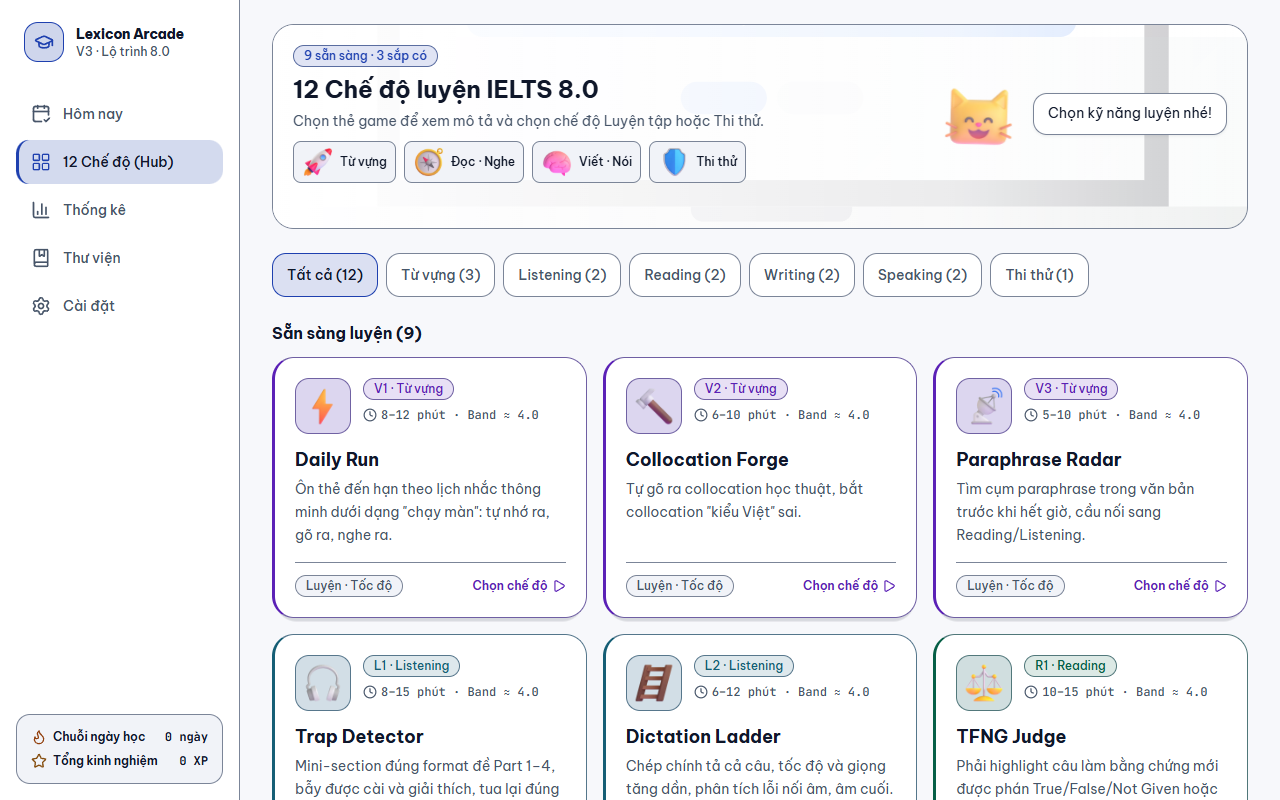 Lexicon Arcade
V3 · Lộ trình 8.0
Hôm nay
12 Chế độ (Hub)
Thống kê
Thư viện
Cài đặt
Chuỗi ngày học 0 ngày
Tổng kinh nghiệm 0 XP
9 sẵn sàng · 3 sắp có
12 Chế độ luyện IELTS 8.0
Chọn thẻ game để xem mô tả và chọn chế độ Luyện tập hoặc Thi thử.
Từ vựng
Đọc · Nghe
Viết · Nói
Thi thử
Chọn kỹ năng luyện nhé!
Tất cả (12)
Từ vựng (3)
Listening (2)
Reading (2)
Writing (2)
Speaking (2)
Thi thử (1)
Sẵn sàng luyện (9)
V1 · Từ vựng
8–12 phút · Band ≈ 4.0
Daily Run
Ôn thẻ đến hạn theo lịch nhắc thông
minh dưới dạng "chạy màn": tự nhớ ra,
gõ ra, nghe ra.
Luyện · Tốc độ
Chọn chế độ
V2 · Từ vựng
6–10 phút · Band ≈ 4.0
Collocation Forge
Tự gõ ra collocation học thuật, bắt
collocation "kiểu Việt" sai.
Luyện · Tốc độ
Chọn chế độ
V3 · Từ vựng
5–10 phút · Band ≈ 4.0
Paraphrase Radar
Tìm cụm paraphrase trong văn bản
trước khi hết giờ, cầu nối sang
Reading/Listening.
Luyện · Tốc độ
Chọn chế độ
L1 · Listening
8–15 phút · Band ≈ 4.0
Trap Detector
Mini-section đúng format đề Part 1–4,
bẫy được cài và giải thích, tua lại đúng
L2 · Listening
6–12 phút · Band ≈ 4.0
Dictation Ladder
Chép chính tả cả câu, tốc độ và giọng
tăng dần, phân tích lỗi nối âm, âm cuối.
R1 · Reading
10–15 phút · Band ≈ 4.0
TFNG Judge
Phải highlight câu làm bằng chứng mới
được phán True/False/Not Given hoặc